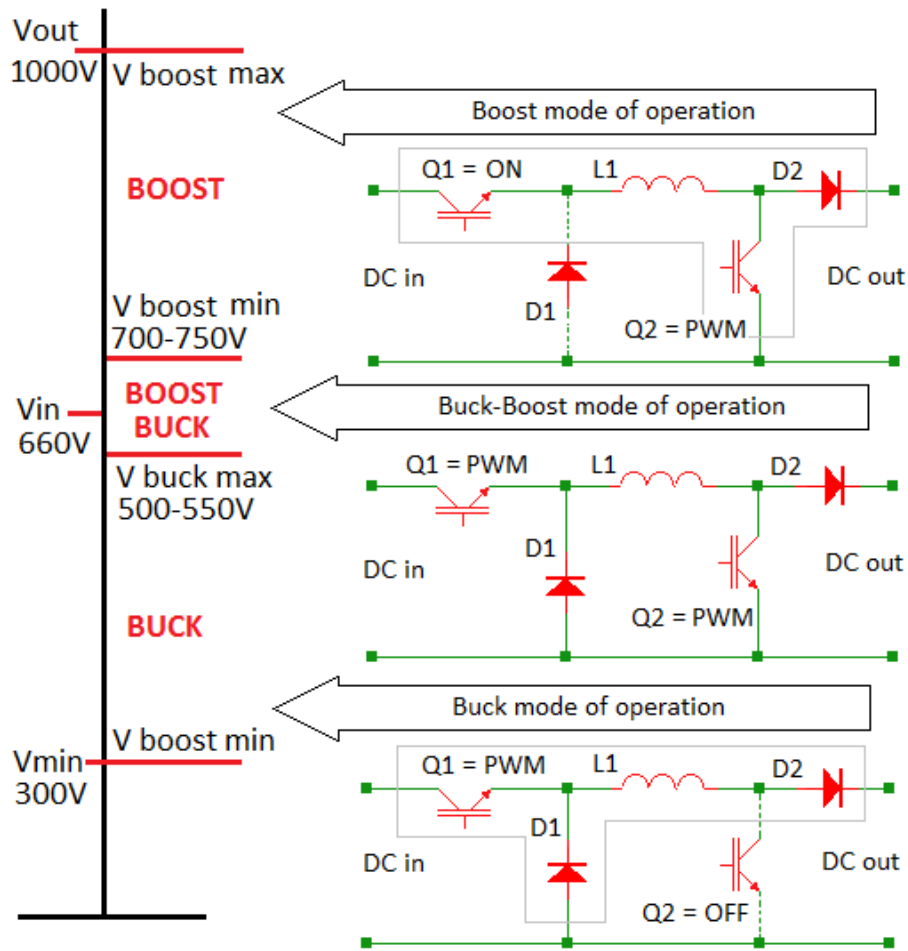 Vout
1000V
V boost max
Boost mode of operation
Q1 = ON
L1
D2
BOOST
DC in
D1
DC out
Q2 = PWM
V boost min
700-750V
BOOST
BUCK
Vin
660V
Buck-Boost mode of operation
V buck max
500-550V
Q1 = PWM
L1
D2
D1
DC in
DC out
Q2 = PWM
BUCK
Buck mode of operation
V boost min
Vmin
300V
Q1 = PWM
L1
D2
D1
DC in
DC out
Q2 = OFF